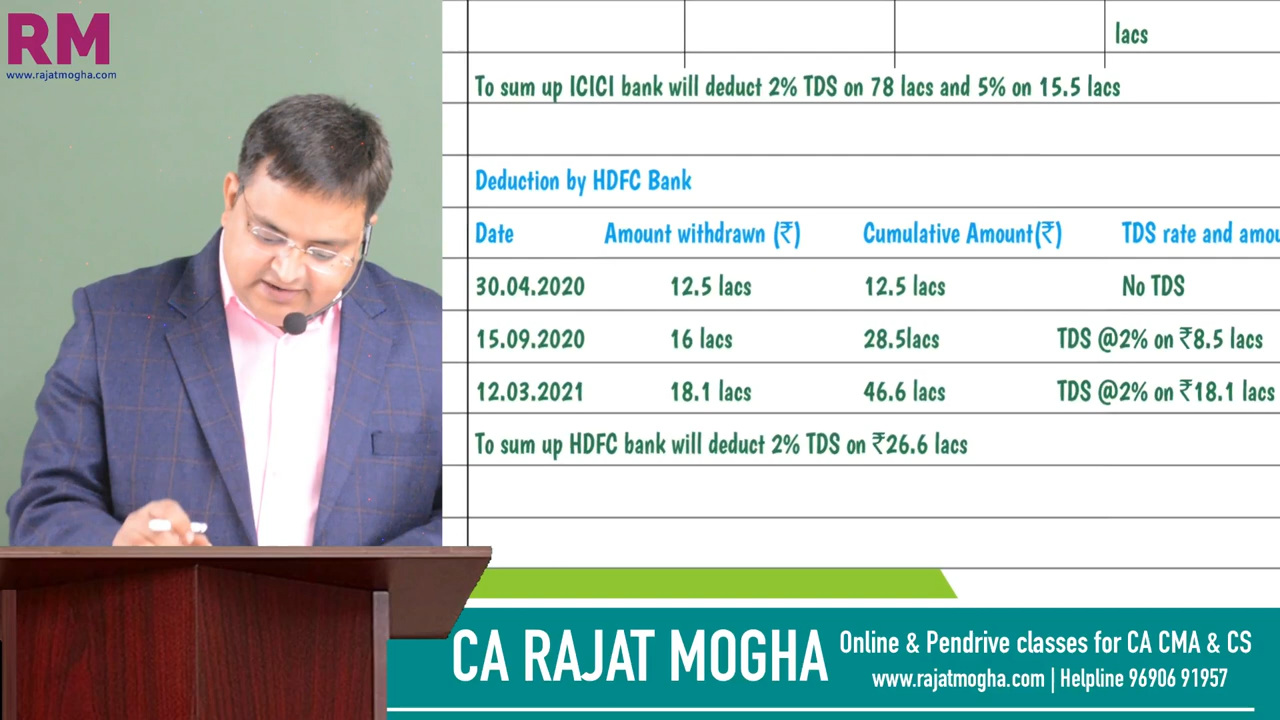 RM
www.rajatmogha.com
lacs
To sum up ICICI bank will deduct 2% TDS on 78 lacs and 5% on 15.5 lacs
Deduction by HDFC Bank
Date Amount withdrawn (₹) Cumulative Amount(₹) TDS rate and amou
30.04.2020 12.5 lacs 12.5 lacs No TDS
15.09.2020 16 lacs 28.5lacs TDS @2% on ₹8.5 lacs
12.03.2021 18.1 lacs 46.6 lacs TDS @2% on ₹18.1 lacs
To sum up HDFC bank will deduct 2% TDS on ₹26.6 lacs
CA RAJAT MOGHA
Online & Pendrive classes for CA CMA & CS
www.rajatmogha.com | Helpline 96906 91957